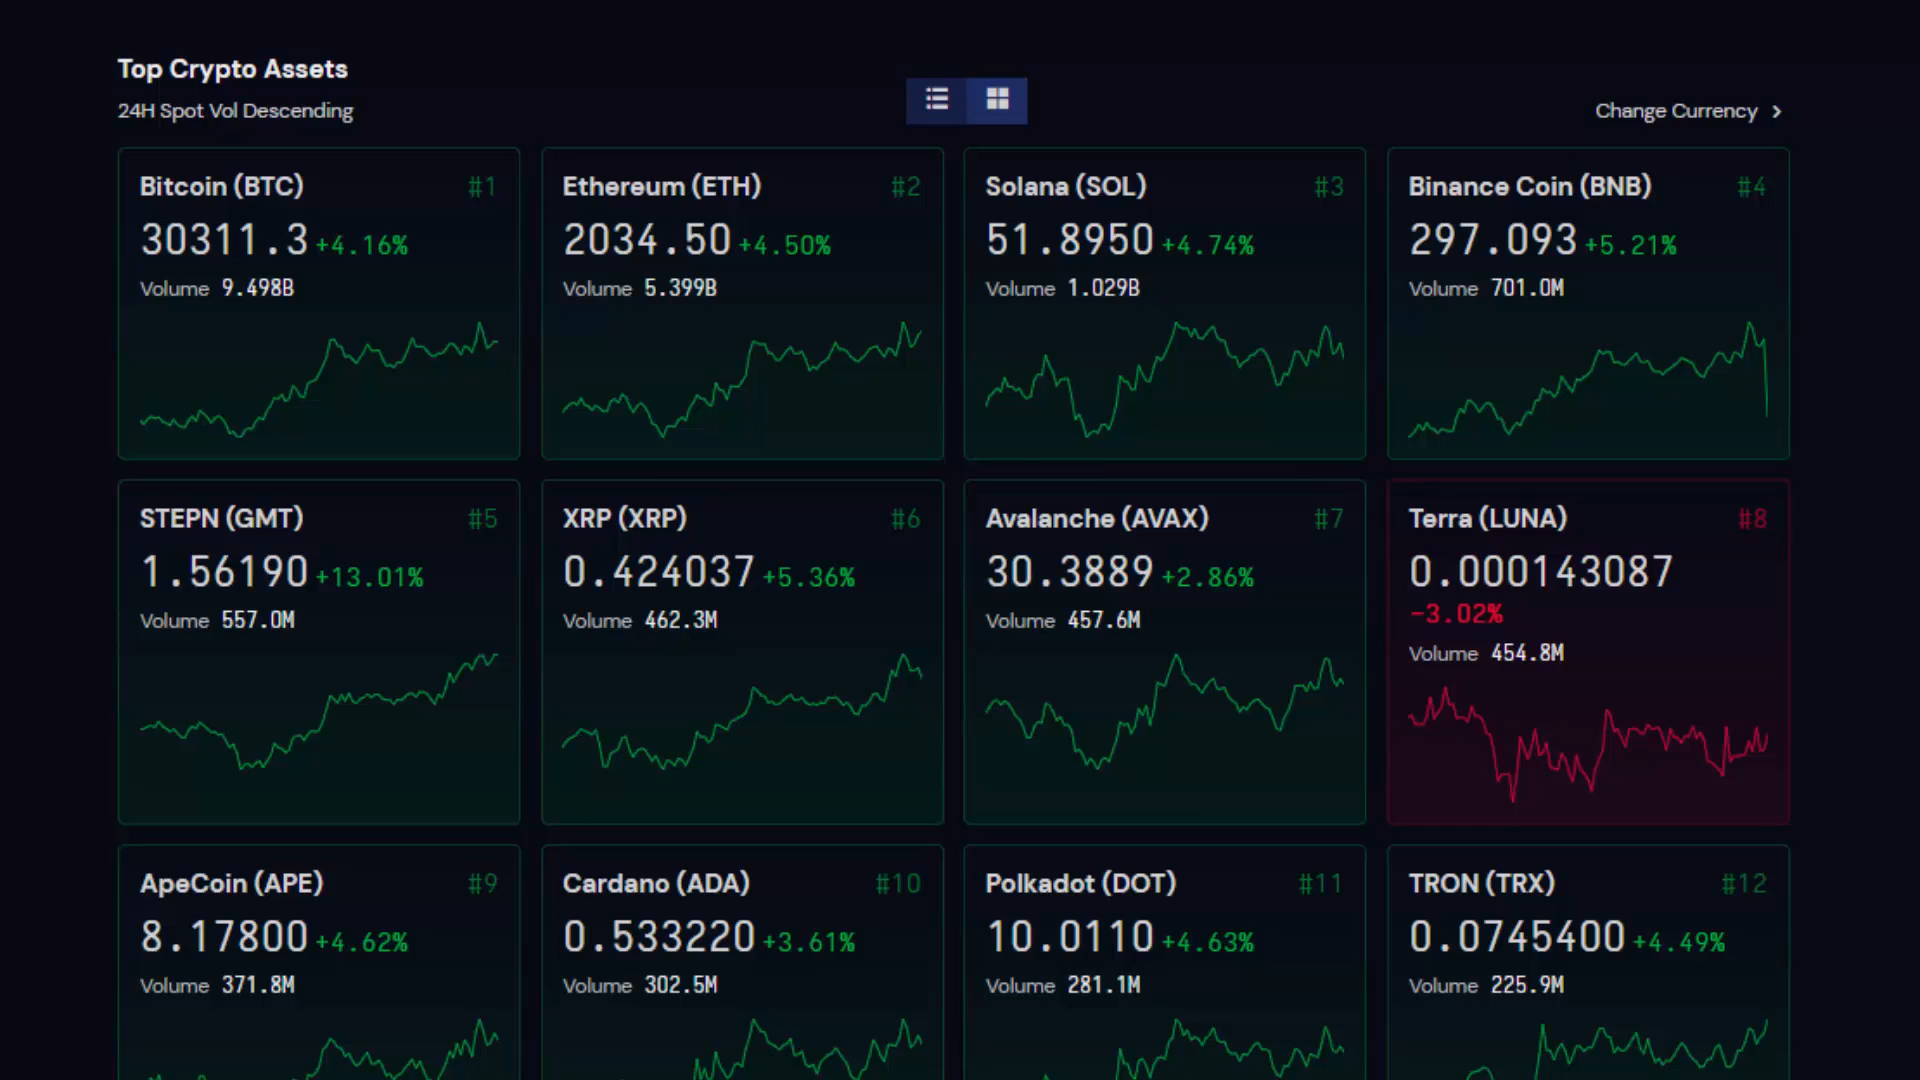 Top Crypto Assets
24H Spot Vol Descending
Change Currency
Bitcoin (BTC) #1
30311.3 +4.16%
Volume 9.498B
Ethereum (ETH) #2
2034.50 +4.50%
Volume 5.399B
Solana (SOL) #3
51.8950 +4.74%
Volume 1.029B
Binance Coin (BNB) #4
297.093 +5.21%
Volume 701.0M
STEPN (GMT) #5
1.56190 +13.01%
Volume 557.0M
XRP (XRP) #6
0.424037 +5.36%
Volume 462.3M
Avalanche (AVAX) #7
30.3889 +2.86%
Volume 457.6M
Terra (LUNA) #8
0.000143087
-3.02%
Volume 454.8M
ApeCoin (APE) #9
8.17800 +4.62%
Volume 371.8M
Cardano (ADA) #10
0.533220 +3.61%
Volume 302.5M
Polkadot (DOT) #11
10.0110 +4.63%
Volume 281.1M
TRON (TRX) #12
0.0745400 +4.49%
Volume 225.9M